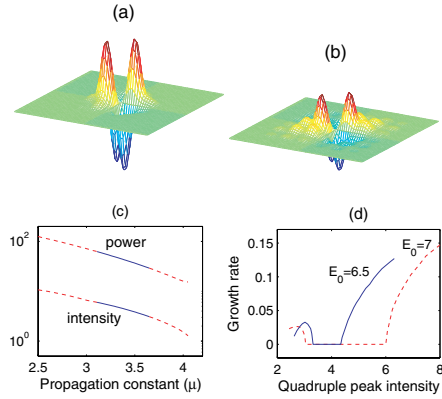 (a)
(b)
(c)
10²
power
intensity
10⁰
2.5 3 3.5 4
Propagation constant (μ)
(d)
0.15
0.1
0.05
0
Growth rate
E₀=6.5
E₀=7
2 4 6 8
Quadruple peak intensity